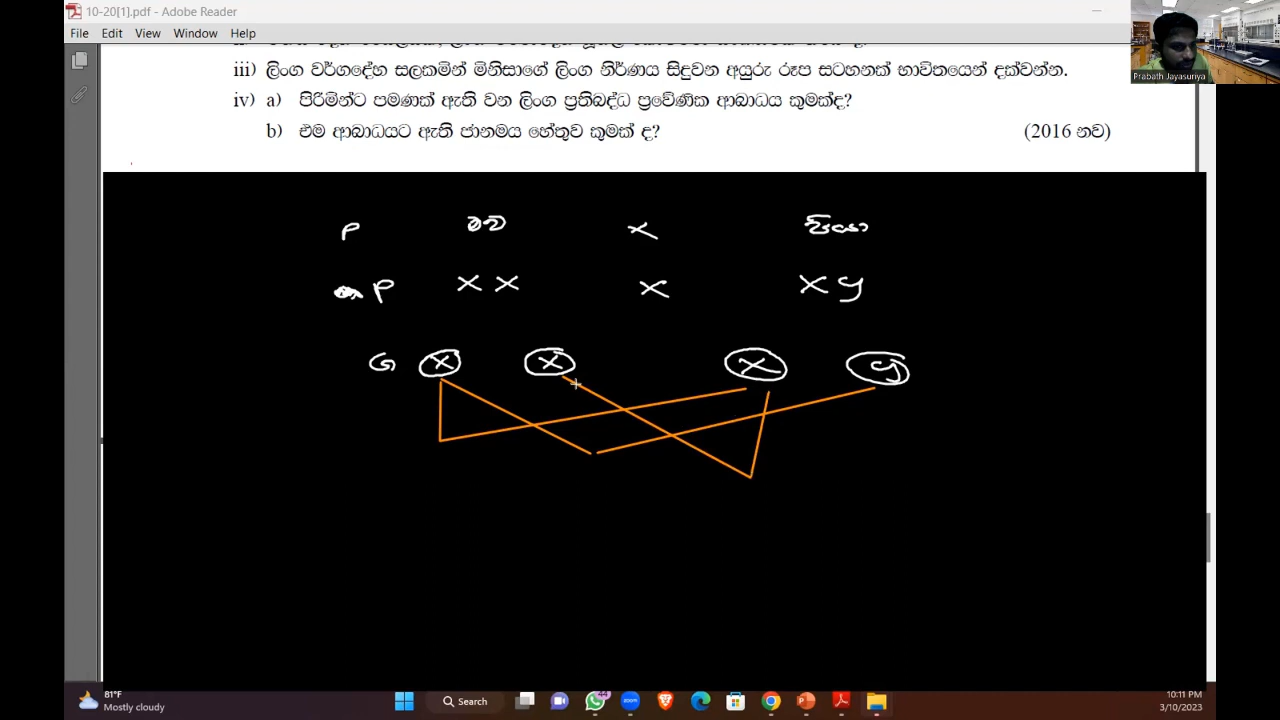 10-20[1].pdf - Adobe Reader
File Edit View Window Help
Prabath Jayasuriya
iii) ලිංග වර්ගදේහ සලකමින් මිනිසාගේ ලිංග නිර්ණය සිදුවන අයුරු රූප සටහනක් භාවිතයෙන් දක්වන්න.
iv) a) පිරිමින්ට පමණක් ඇති වන ලිංග ප්‍රතිබද්ධ ප්‍රවේණික ආබාධය කුමක්ද?
b) එම ආබාධයට ඇති ජානමය හේතුව කුමක් ද? (2016 නව)
P මව x පියා
P x x x x y
G x x x y
81°F
Mostly cloudy
Search
44
zoom
10:11 PM
3/10/2023